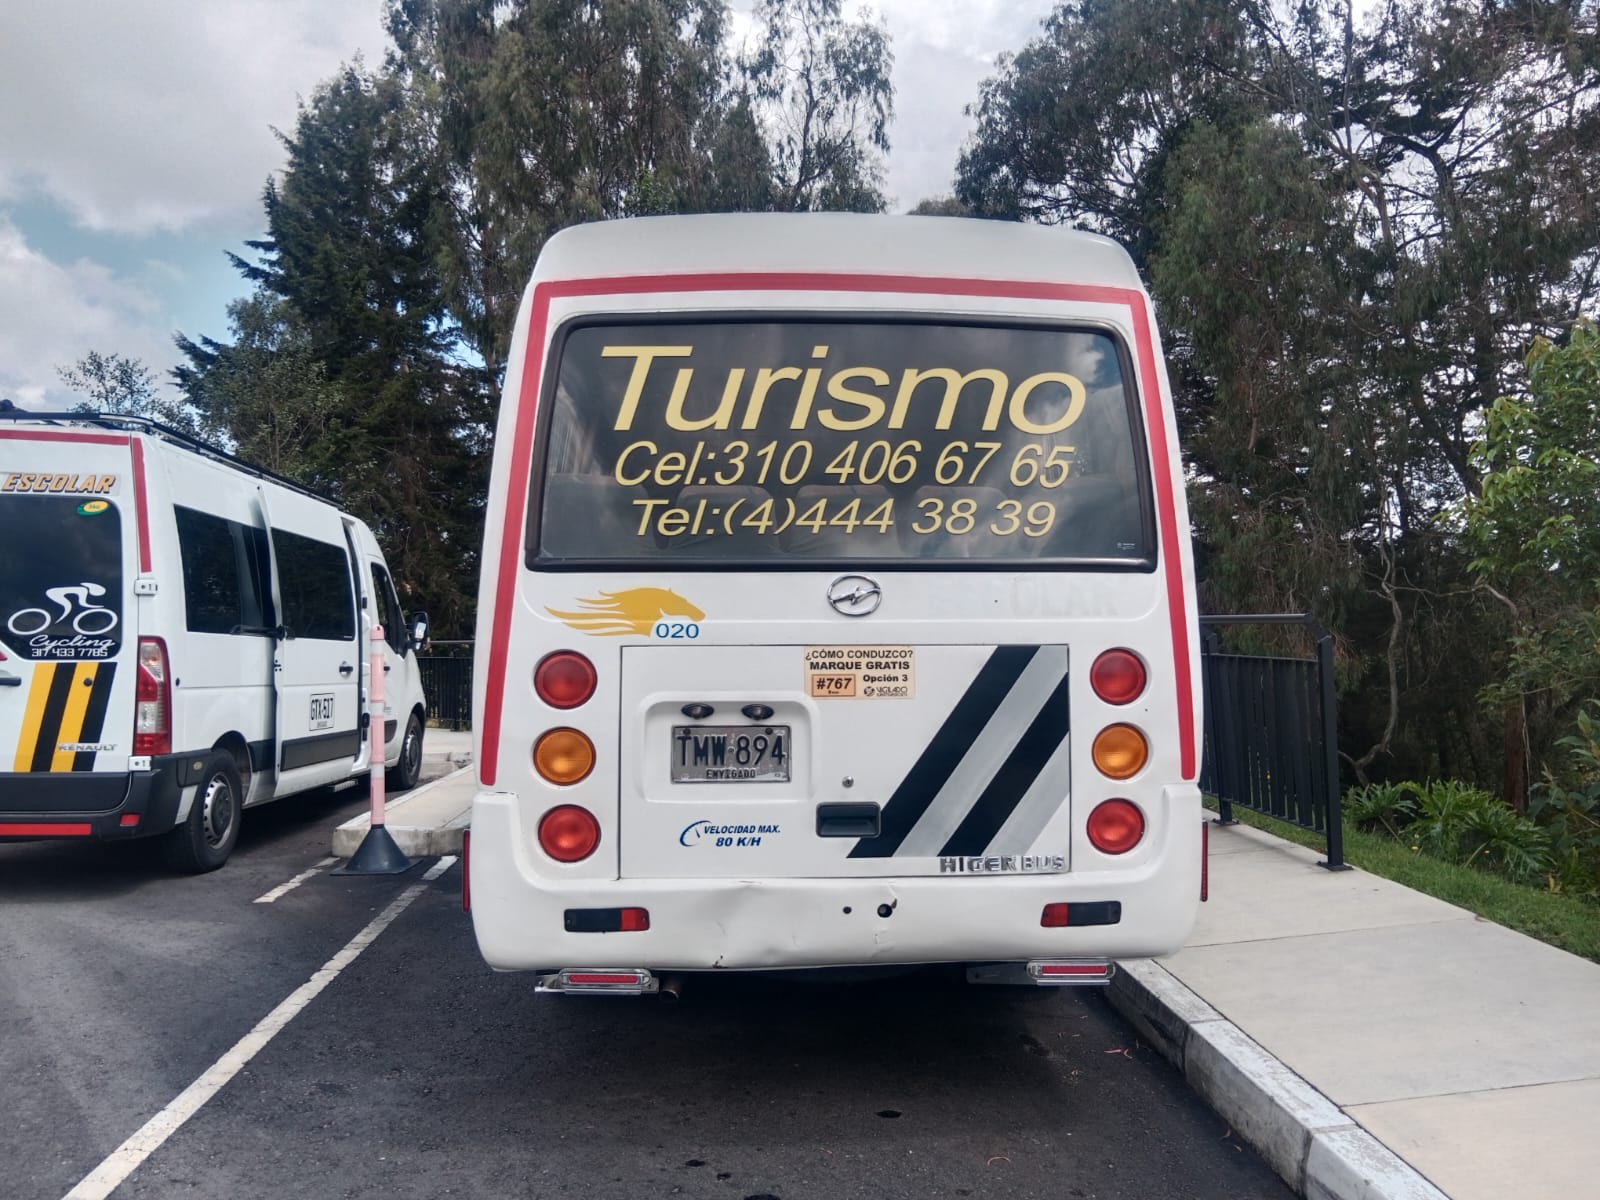 Turismo
Cel:310 406 67 65
Tel:(4)444 38 39
020
¿CÓMO CONDUZCO?
MARQUE GRATIS
#767 Opción 3
VIGILADO
TMW·894
ENVIGADO
VELOCIDAD MAX.
80 K/H
HIGER BUS
ESCOLAR
Cycling
317 433 7785
RENAULT
GTX-517